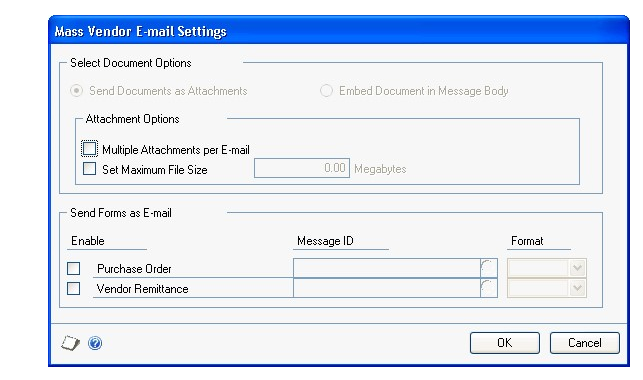 Mass Vendor E-mail Settings
Select Document Options
Send Documents as Attachments Embed Document in Message Body
Attachment Options
Multiple Attachments per E-mail
Set Maximum File Size 0.00 Megabytes
Send Forms as E-mail
Enable Message ID Format
Purchase Order
Vendor Remittance
OK Cancel